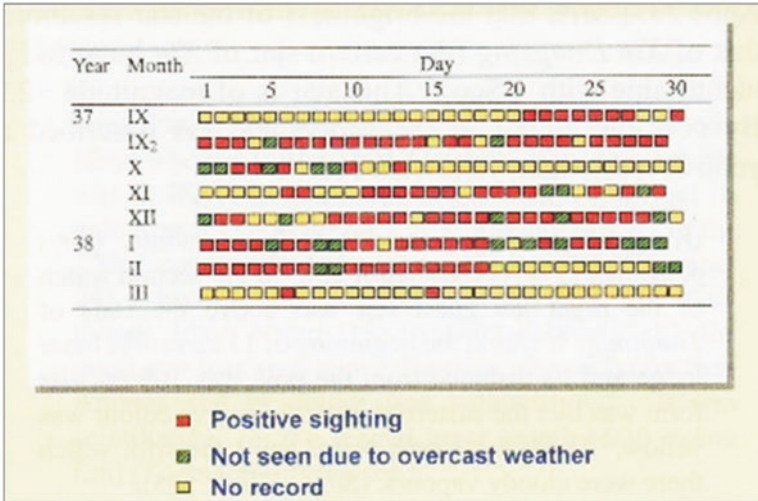 Day
Year Month 1 5 10 15 20 25 30
37 IX
IX₂
X
XI
XII
38 I
II
III
Positive sighting
Not seen due to overcast weather
No record